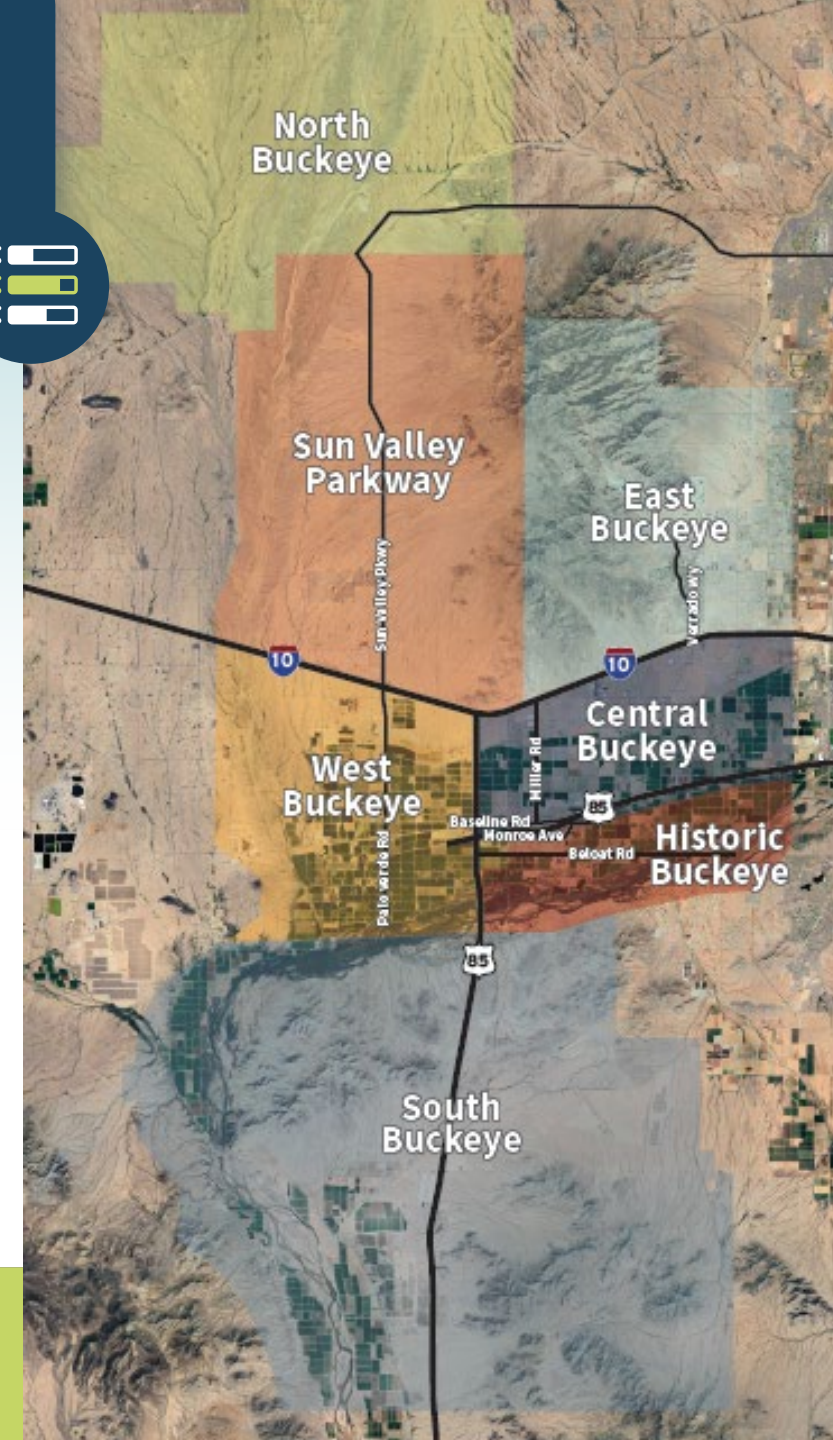 North
Buckeye
Sun Valley
Parkway
East
Buckeye
Sun Valley Pkwy
Verrado Wy
10
10
Central
Buckeye
Miller Rd
West
Buckeye
85
Baseline Rd
Monroe Ave
Historic
Buckeye
Beloat Rd
Palo verde Rd
85
South
Buckeye